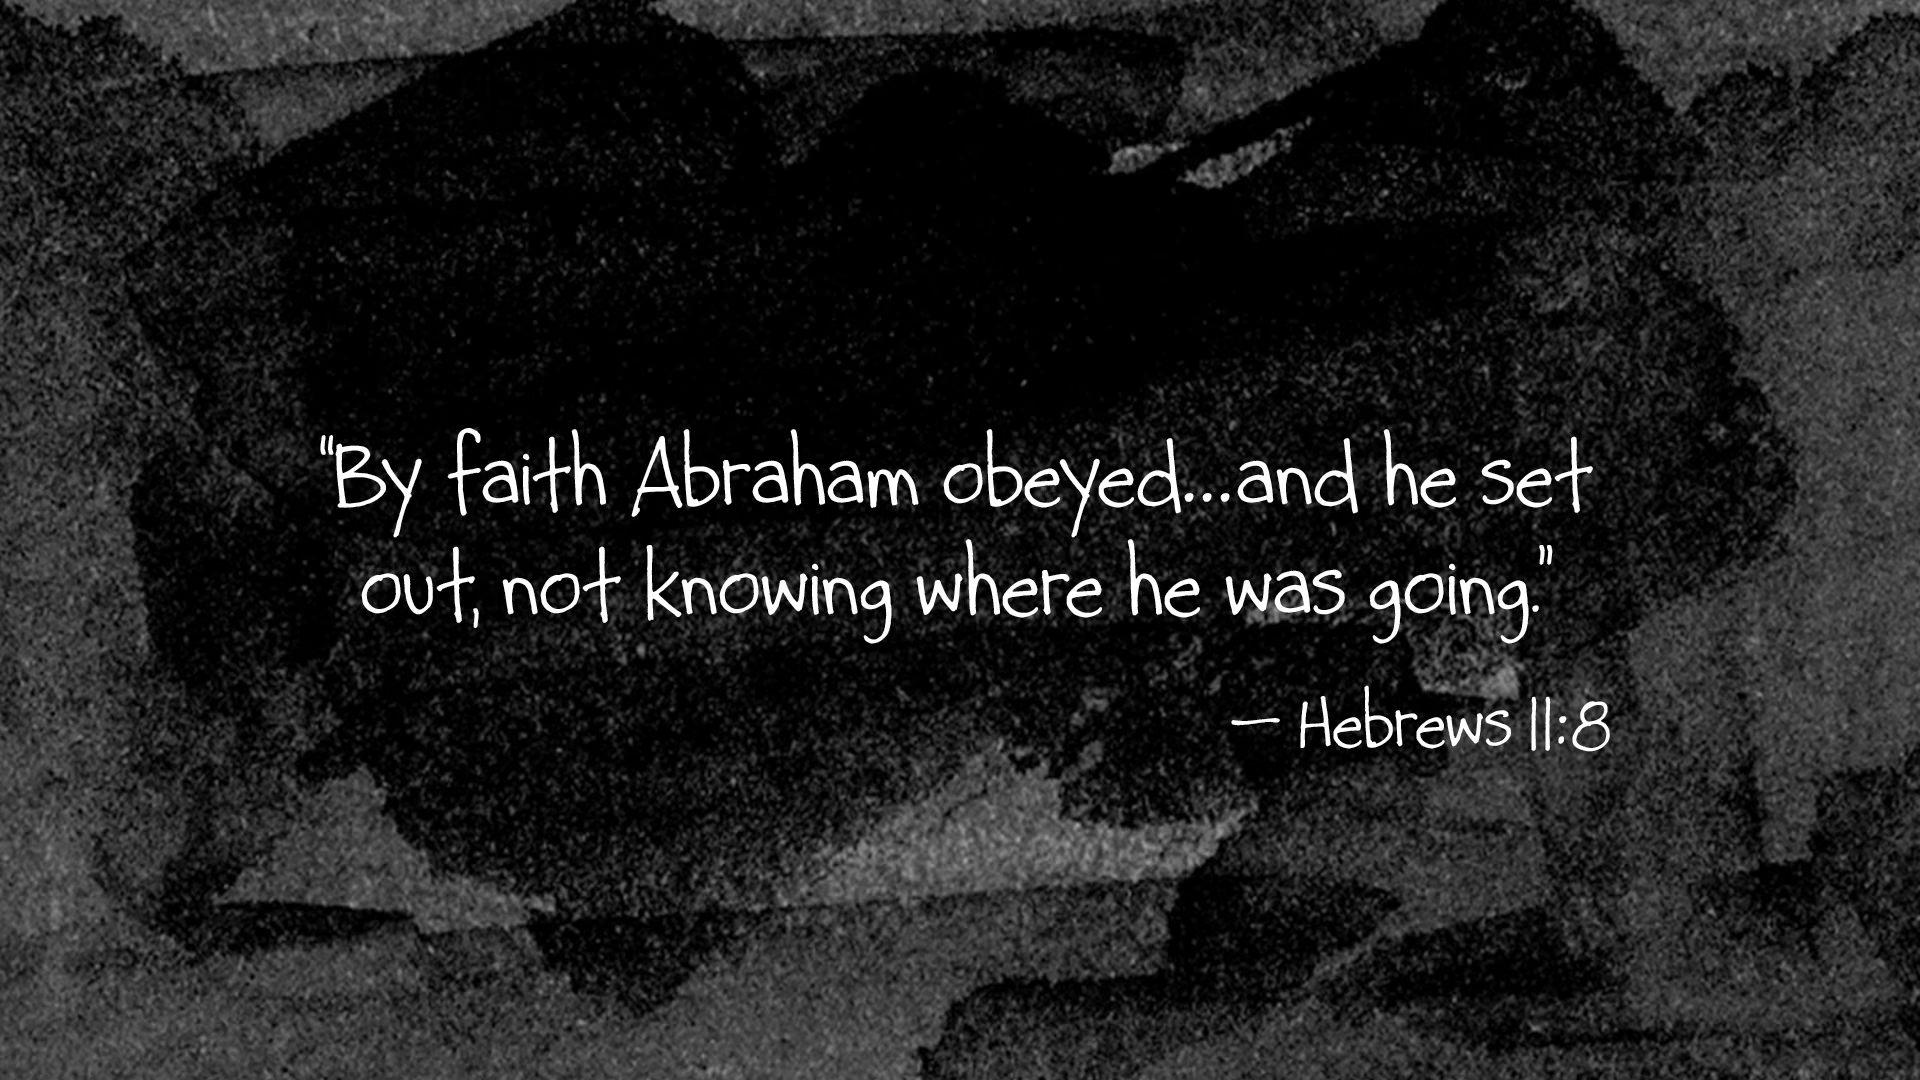 "By faith Abraham obeyed...and he set
out, not knowing where he was going."
— Hebrews 11:8